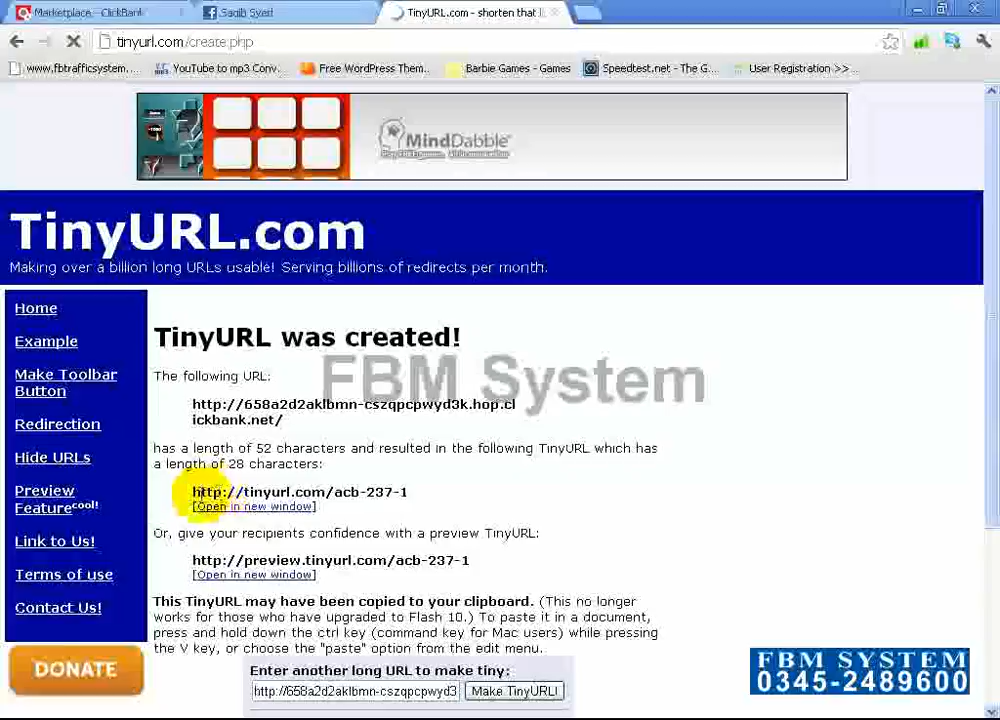 Marketplace - ClickBank
Saqib Syed
TinyURL.com - shorten that l
tinyurl.com/create.php
www.fbtrafficsystem....
YouTube to mp3 Conv...
Free WordPress Them...
Barbie Games - Games
Speedtest.net - The G...
User Registration >>...
MindDabble
TinyURL.com
Making over a billion long URLs usable! Serving billions of redirects per month.
Home
Example
Make Toolbar
Button
Redirection
Hide URLs
Preview
Feature cool!
Link to Us!
Terms of use
Contact Us!
DONATE
TinyURL was created!
The following URL:
FBM System
http://658a2d2aklbmn-cszqpcpwyd3k.hop.cl
ickbank.net/
has a length of 52 characters and resulted in the following TinyURL which has
a length of 28 characters:
http://tinyurl.com/acb-237-1
[Open in new window]
Or, give your recipients confidence with a preview TinyURL:
http://preview.tinyurl.com/acb-237-1
[Open in new window]
This TinyURL may have been copied to your clipboard. (This no longer
works for those who have upgraded to Flash 10.) To paste it in a document,
press and hold down the ctrl key (command key for Mac users) while pressing
the V key, or choose the "paste" option from the edit menu.
Enter another long URL to make tiny:
http://658a2d2aklbmn-cszqpcpwyd3
Make TinyURL!
FBM SYSTEM
0345-2489600